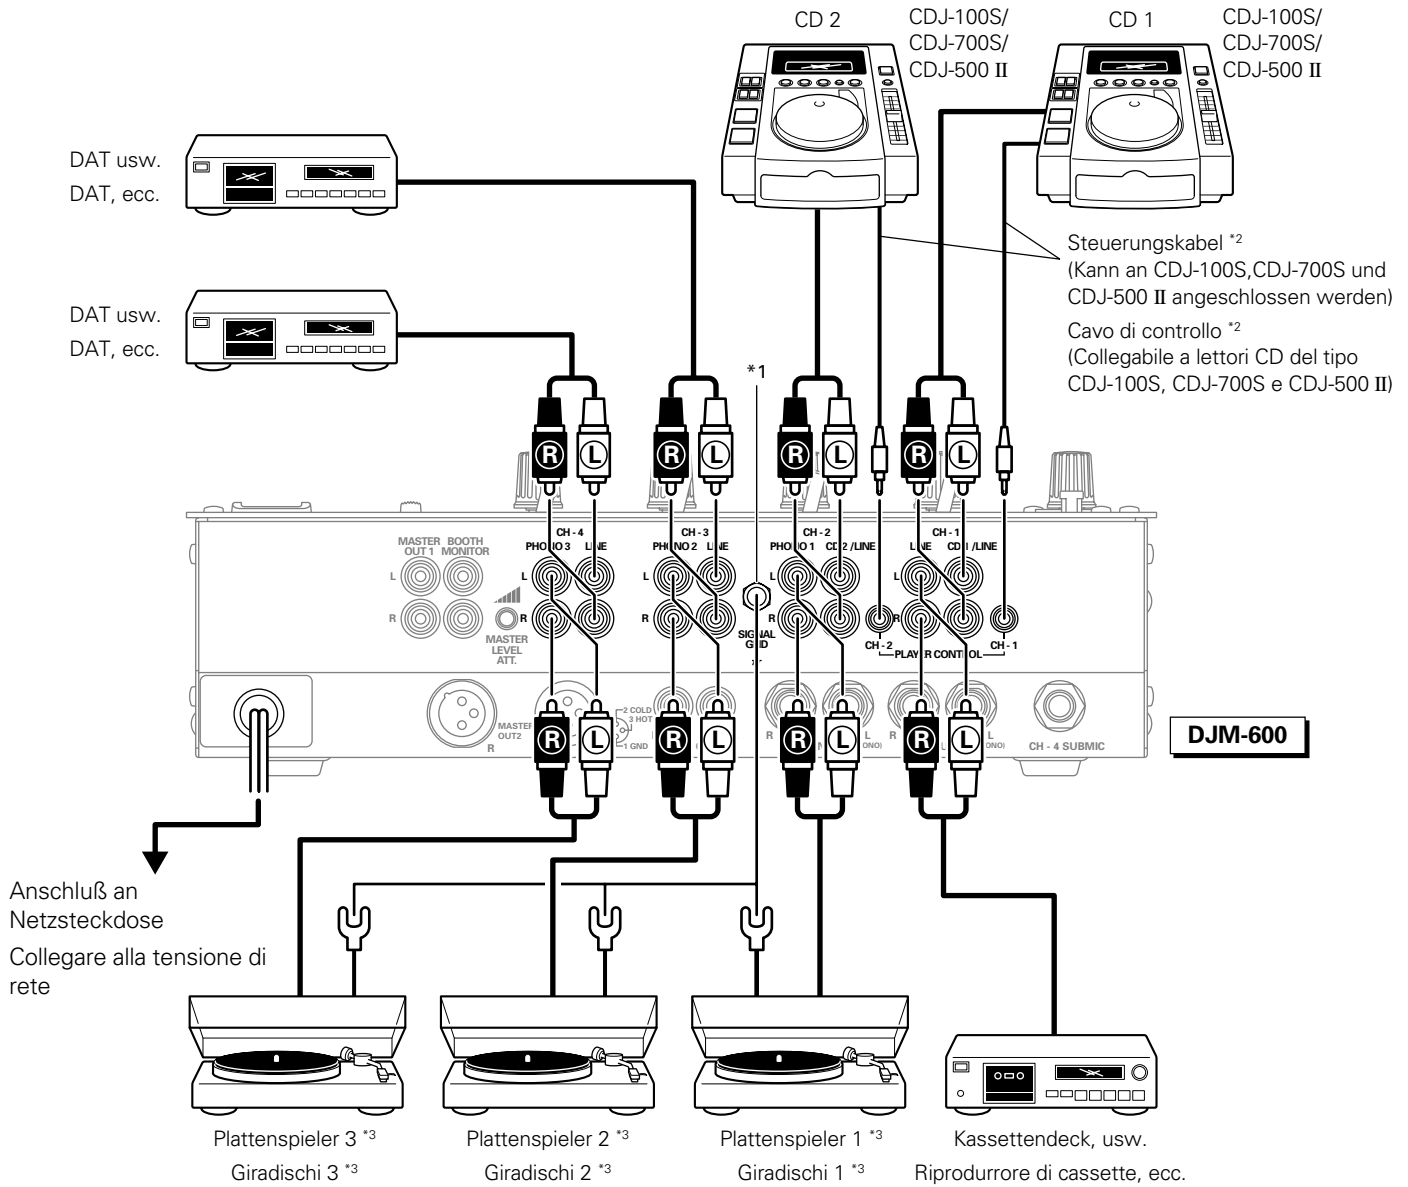 CD 2
CDJ-100S/
CDJ-700S/
CDJ-500 II
CD 1
CDJ-100S/
CDJ-700S/
CDJ-500 II
DAT usw.
DAT, ecc.
DAT usw.
DAT, ecc.
Steuerungskabel *2
(Kann an CDJ-100S,CDJ-700S und
CDJ-500 II angeschlossen werden)
Cavo di controllo *2
(Collegabile a lettori CD del tipo
CDJ-100S, CDJ-700S e CDJ-500 II)
*1
R L R L R L R L
MASTER OUT 1
BOOTH MONITOR
CH - 4
PHONO 3 LINE
CH - 3
PHONO 2 LINE
CH - 2
PHONO 1 CD 2 /LINE
CH - 1
LINE CD 1 /LINE
L L L L L
R R R R R
MASTER
LEVEL
ATT.
SIGNAL
GND
CH - 2 PLAYER CONTROL CH - 1
MASTER
OUT2
R
2 COLD
3 HOT
1 GND
R L R L R L R L
R L R L
CH - 4 SUBMIC
DJM-600
Anschluß an
Netzsteckdose
Collegare alla tensione di
rete
Plattenspieler 3 *3
Giradischi 3 *3
Plattenspieler 2 *3
Giradischi 2 *3
Plattenspieler 1 *3
Giradischi 1 *3
Kassettendeck, usw.
Riprodurrore di cassette, ecc.